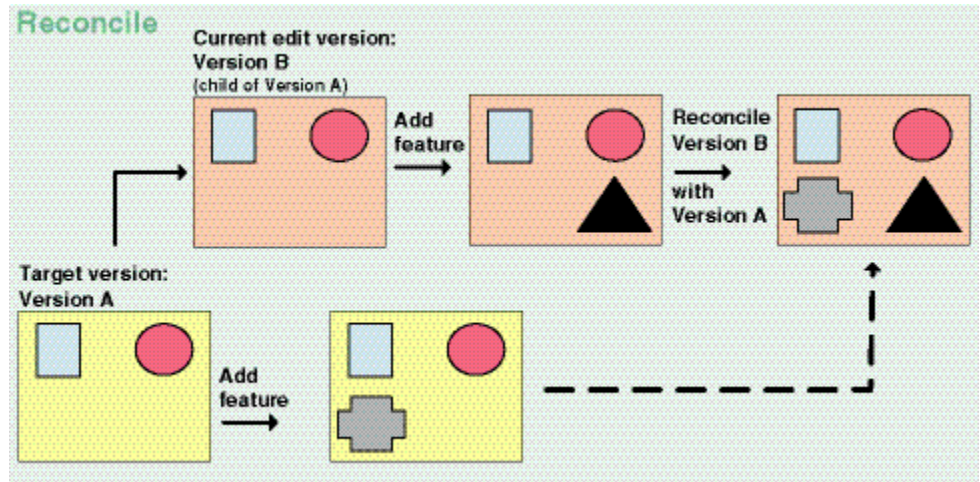 Reconcile
Current edit version:
Version B
(child of Version A)
Add
feature
Reconcile
Version B
with
Version A
Target version:
Version A
Add
feature